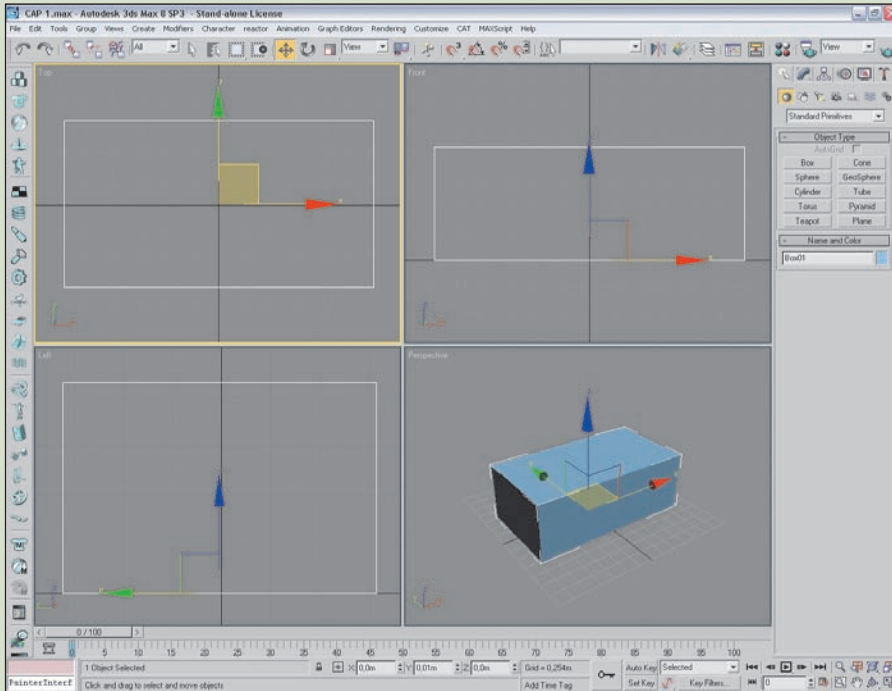 CAP 1.max - Autodesk 3ds Max 8 SP3 - Stand-alone License
File Edit Tools Group Views Create Modifiers Character reactor Animation Graph Editors Rendering Customize CAT MAXScript Help
All View View
Top
Front
Standard Primitives
- Object Type
AutoGrid
Box Cone
Sphere GeoSphere
Cylinder Tube
Torus Pyramid
Teapot Plane
- Name and Color
Box01
Left
Perspective
< 0 / 100 >
0 5 10 15 20 25 30 35 40 45 50 55 60 65 70 75 80 85 90 95 100
1 Object Selected X: 0,0m Y: 0,01m Z: 0,0m Grid = 0,254m Auto Key Selected
PainterInterf Click and drag to select and move objects Add Time Tag Set Key Key Filters... 0